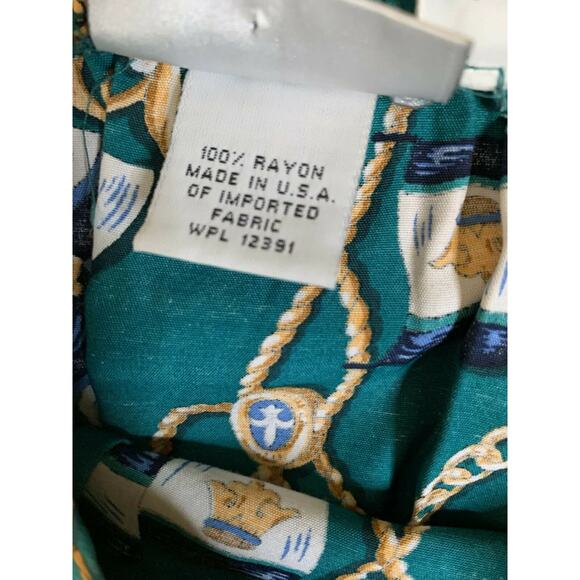 100% RAYON
MADE IN U.S.A.
OF IMPORTED
FABRIC
WPL 12391